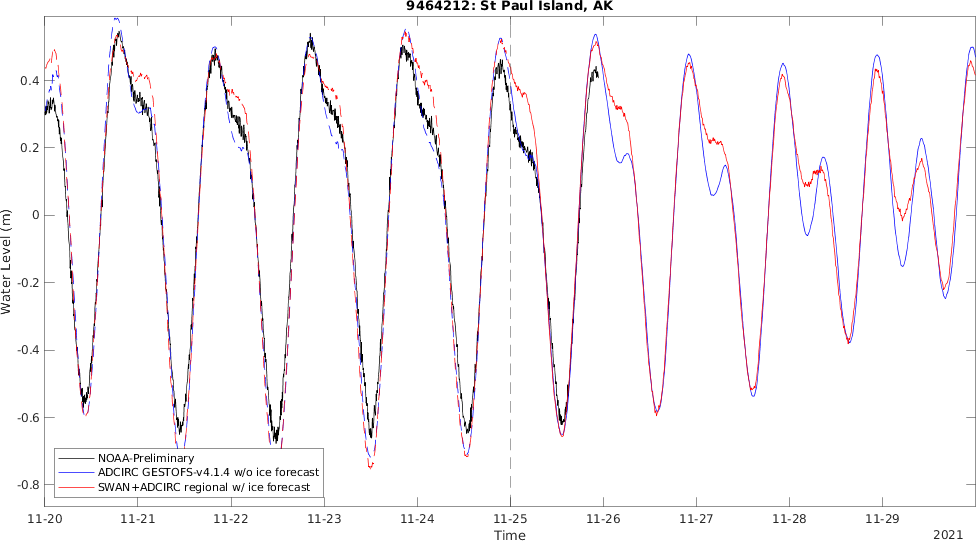 9464212: St Paul Island, AK
Water Level (m)
0.4
0.2
0
-0.2
-0.4
-0.6
-0.8
NOAA-Preliminary
ADCIRC GESTOFS-v4.1.4 w/o ice forecast
SWAN+ADCIRC regional w/ ice forecast
11-20 11-21 11-22 11-23 11-24 11-25 11-26 11-27 11-28 11-29
Time
2021